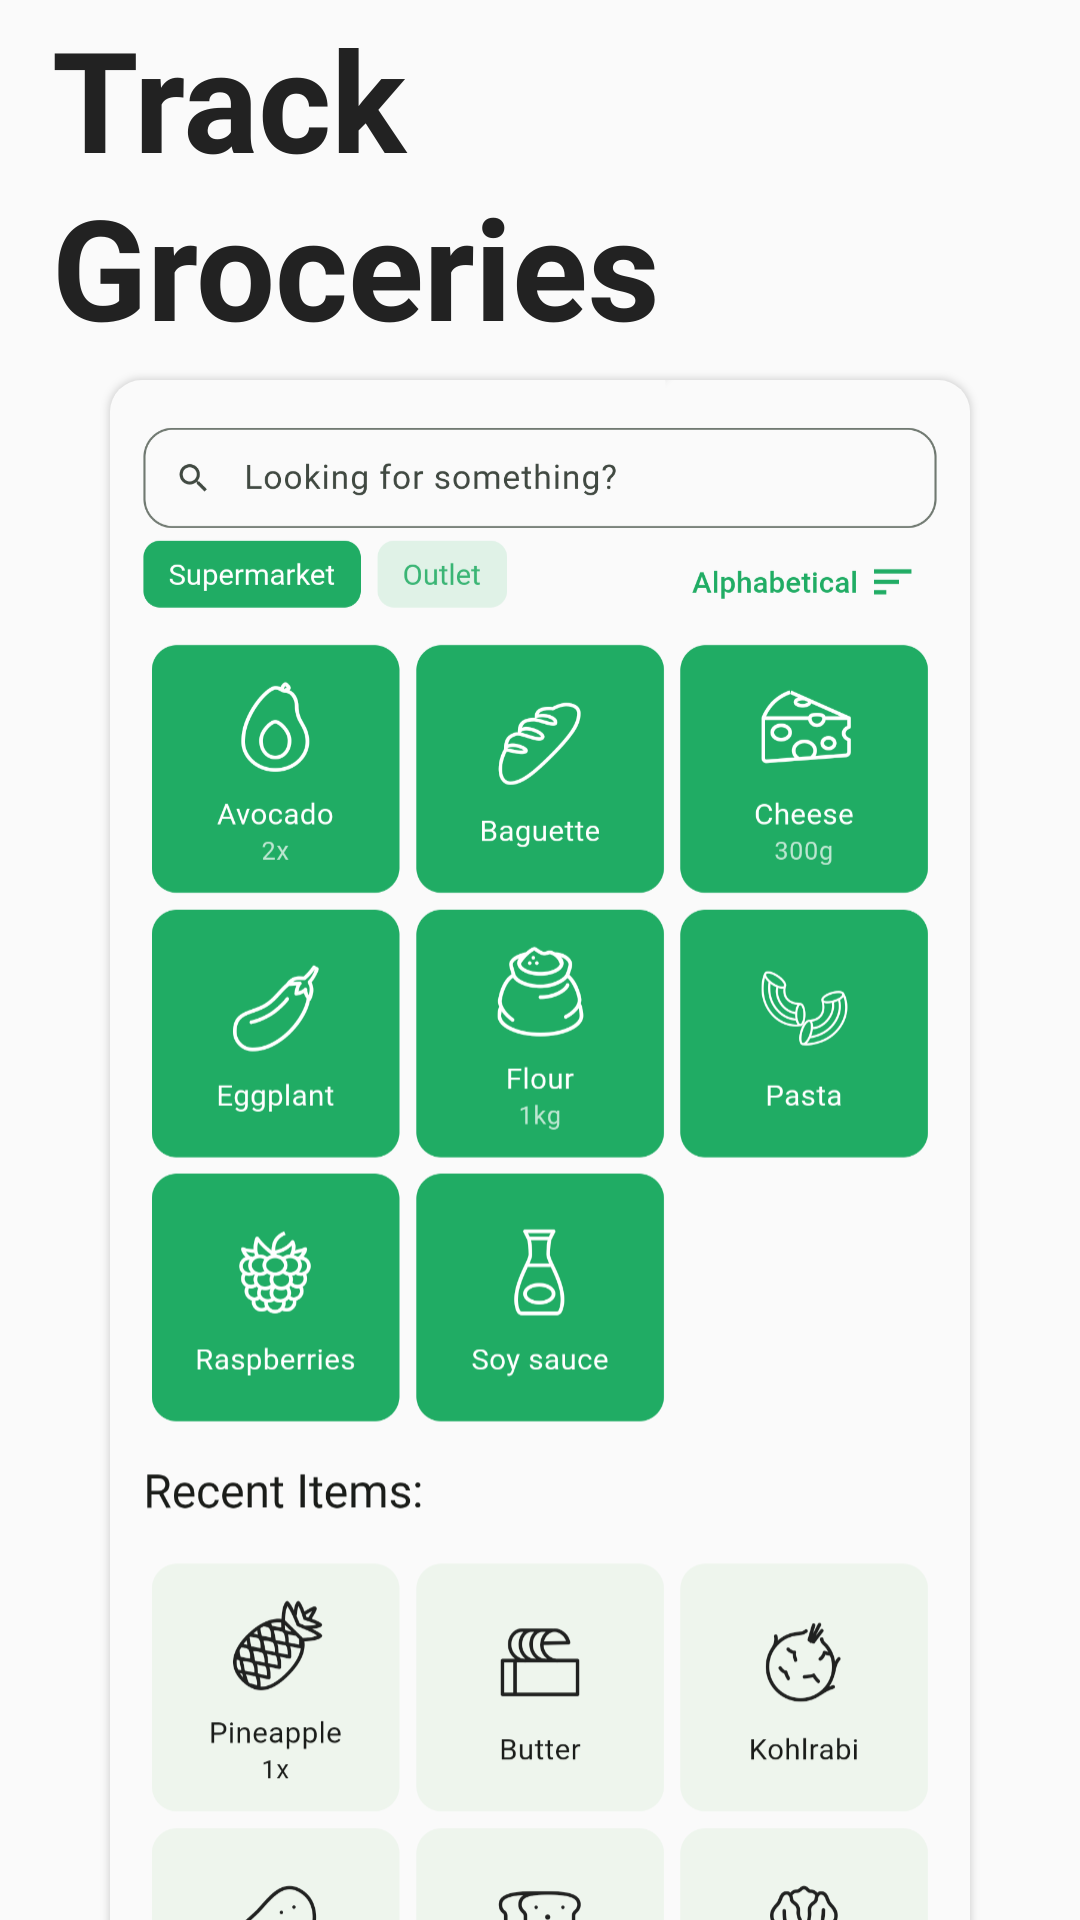 Track
Groceries
Looking for something?
Supermarket Outlet Alphabetical
Avocado
2x
Baguette
Cheese
300g
Eggplant
Flour
1kg
Pasta
Raspberries
Soy sauce
Recent Items:
Pineapple
1x
Butter
Kohlrabi